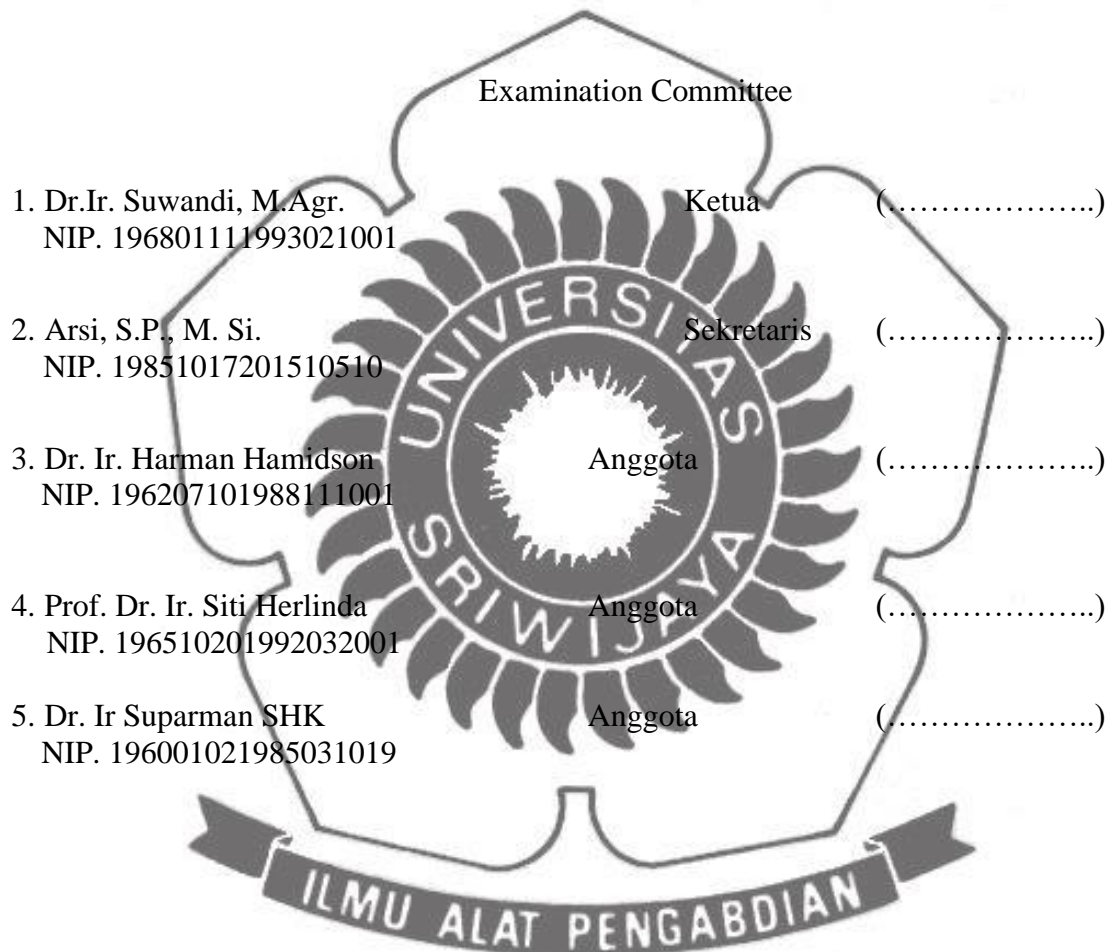 Examination Committee
1. Dr.Ir. Suwandi, M.Agr. Ketua (………………..)
NIP. 196801111993021001
2. Arsi, S.P., M. Si. Sekretaris (………………..)
NIP. 19851017201510510
3. Dr. Ir. Harman Hamidson Anggota (………………..)
NIP. 196207101988111001
4. Prof. Dr. Ir. Siti Herlinda Anggota (………………..)
NIP. 196510201992032001
5. Dr. Ir Suparman SHK Anggota (………………..)
NIP. 196001021985031019
UNIVERSITAS
SRIWIJAYA
ILMU ALAT PENGABDIAN